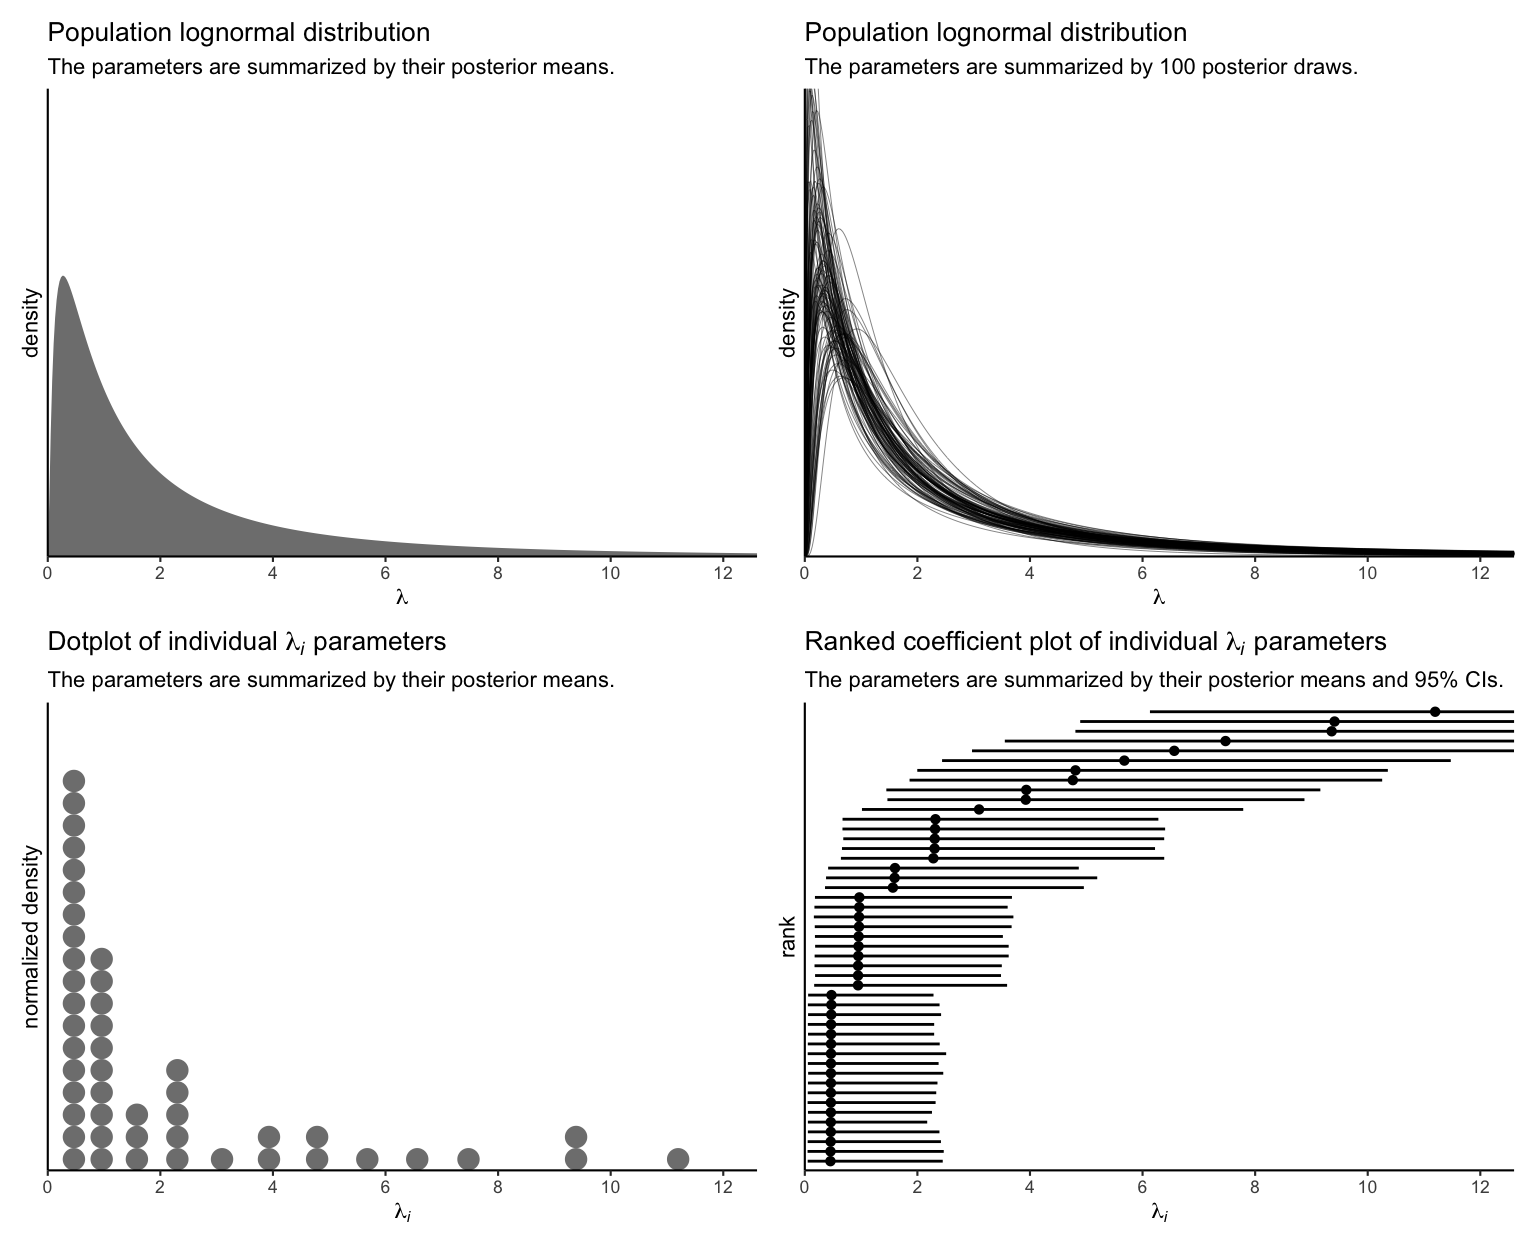 Population lognormal distribution
The parameters are summarized by their posterior means.
density
0 2 4 6 8 10 12
λ
Population lognormal distribution
The parameters are summarized by 100 posterior draws.
density
0 2 4 6 8 10 12
λ
Dotplot of individual λi parameters
The parameters are summarized by their posterior means.
normalized density
0 2 4 6 8 10 12
λi
Ranked coefficient plot of individual λi parameters
The parameters are summarized by their posterior means and 95% CIs.
rank
0 2 4 6 8 10 12
λi